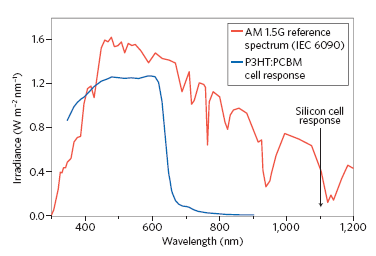 AM 1.5G reference
spectrum (IEC 6090)
P3HT:PCBM
cell response
Silicon cell
response
Irradiance (W m⁻² nm⁻¹)
1.6
1.2
0.8
0.4
0.0
400 600 800 1,000 1,200
Wavelength (nm)